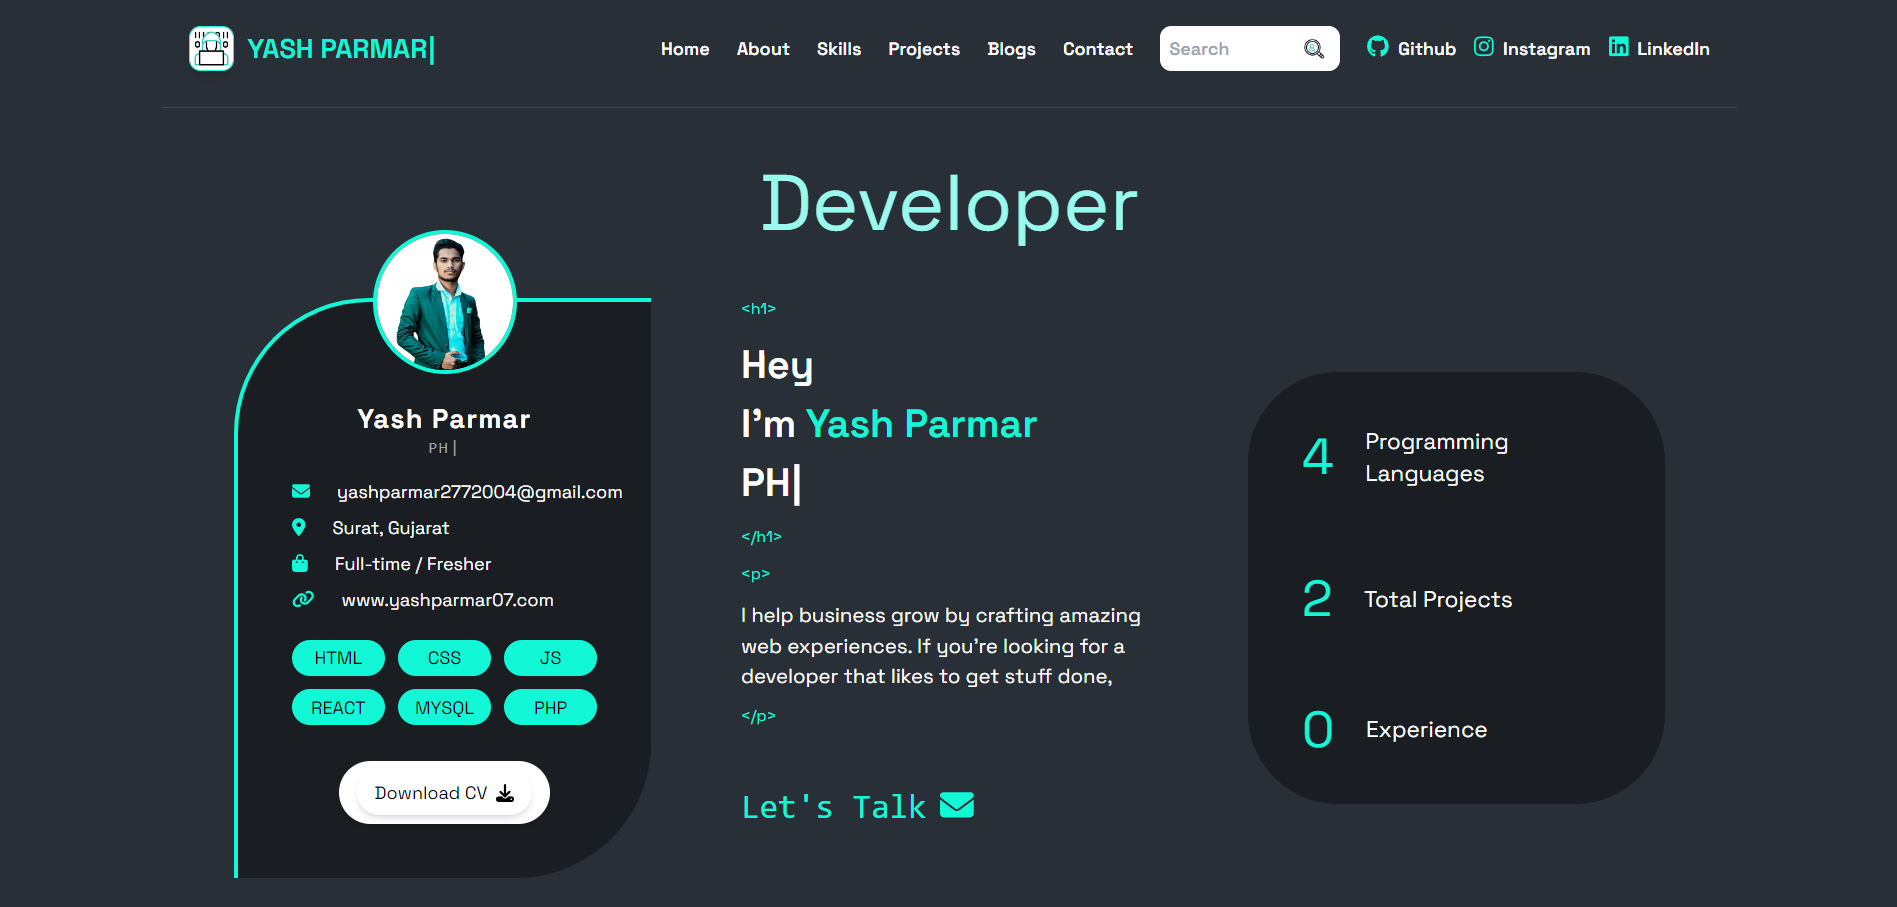 YASH PARMAR|
Home About Skills Projects Blogs Contact Search Github Instagram LinkedIn
Developer
Yash Parmar
PH|
yashparmar2772004@gmail.com
Surat, Gujarat
Full-time / Fresher
www.yashparmar07.com
HTML CSS JS
REACT MYSQL PHP
Download CV
<h1>
Hey
I'm Yash Parmar
PH|
</h1>
<p>
I help business grow by crafting amazing
web experiences. If you're looking for a
developer that likes to get stuff done,
</p>
Let's Talk
4 Programming
Languages
2 Total Projects
0 Experience